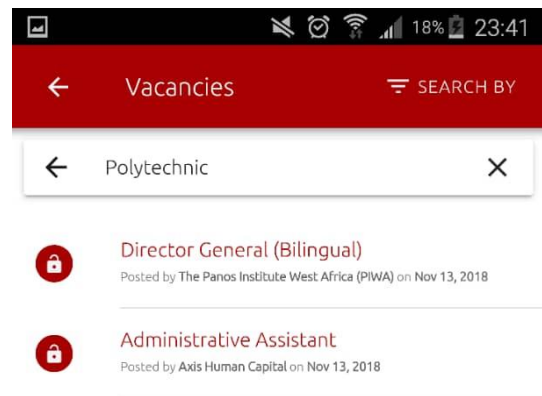 18% 23:41
Vacancies SEARCH BY
Polytechnic
Director General (Bilingual)
Posted by The Panos Institute West Africa (PIWA) on Nov 13, 2018
Administrative Assistant
Posted by Axis Human Capital on Nov 13, 2018